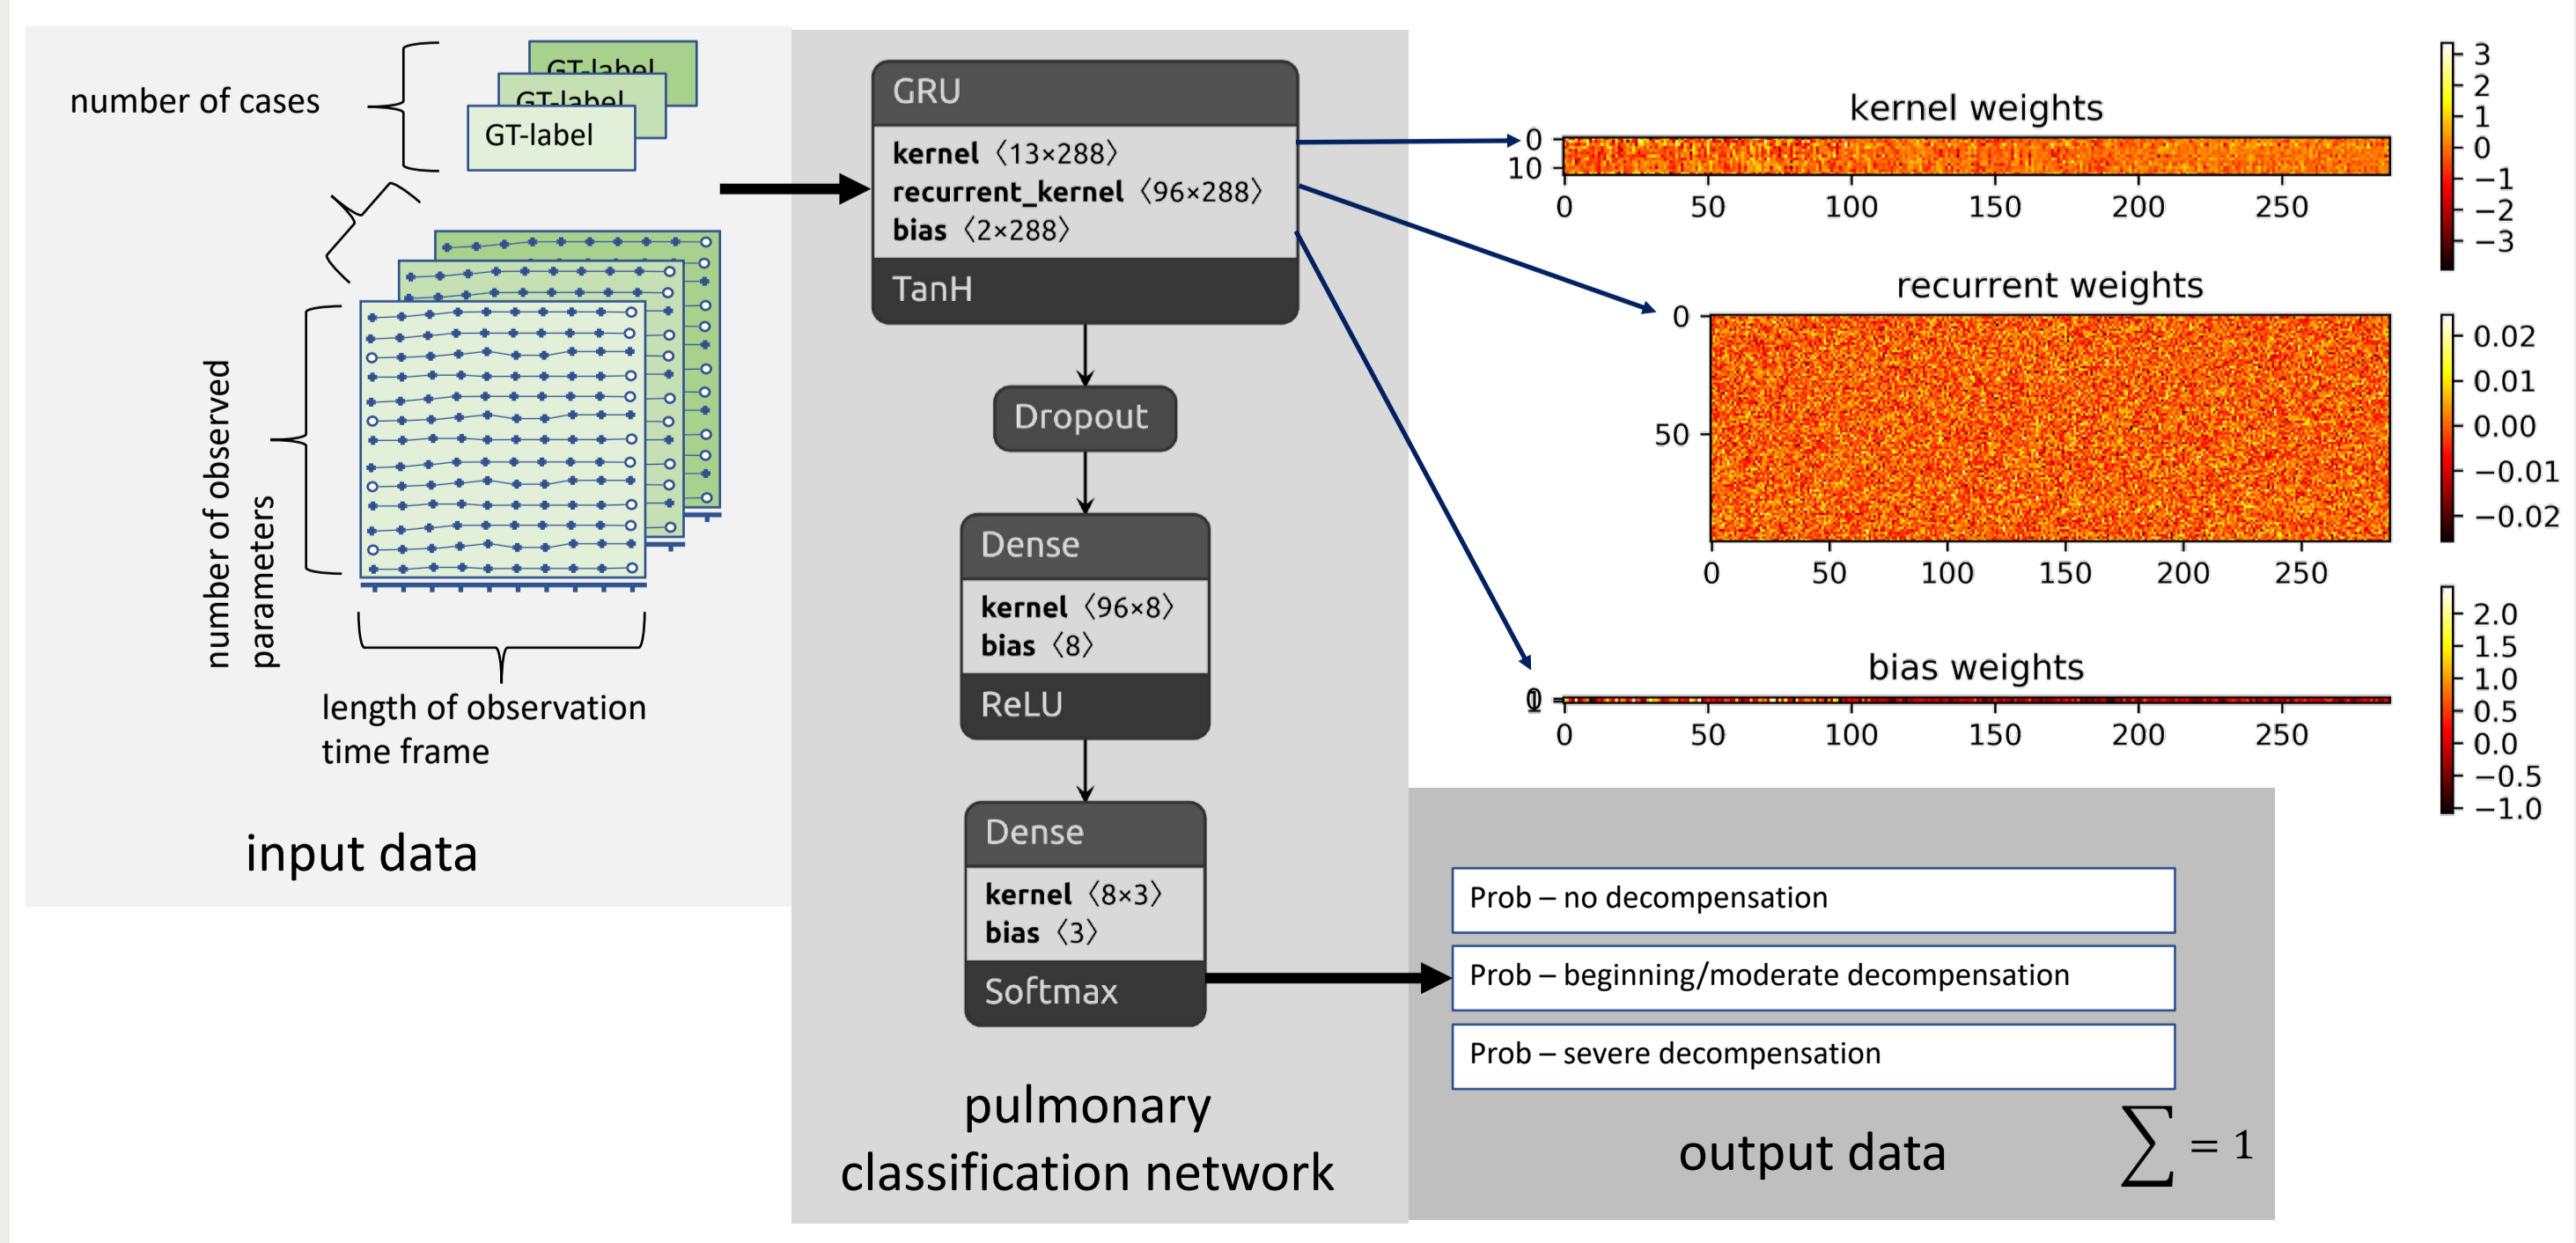 number of cases
GT-label
GT-label
GT-label
number of observed
parameters
length of observation
time frame
input data
GRU
kernel 〈13×288〉
recurrent_kernel 〈96×288〉
bias 〈2×288〉
TanH
Dropout
Dense
kernel 〈96×8〉
bias 〈8〉
ReLU
Dense
kernel 〈8×3〉
bias 〈3〉
Softmax
pulmonary
classification network
kernel weights
0
10
0 50 100 150 200 250
3
2
1
0
−1
−2
−3
recurrent weights
0
50
0 50 100 150 200 250
0.02
0.01
0.00
−0.01
−0.02
bias weights
0
1
0 50 100 150 200 250
2.0
1.5
1.0
0.5
0.0
−0.5
−1.0
Prob – no decompensation
Prob – beginning/moderate decompensation
Prob – severe decompensation
output data
∑ = 1